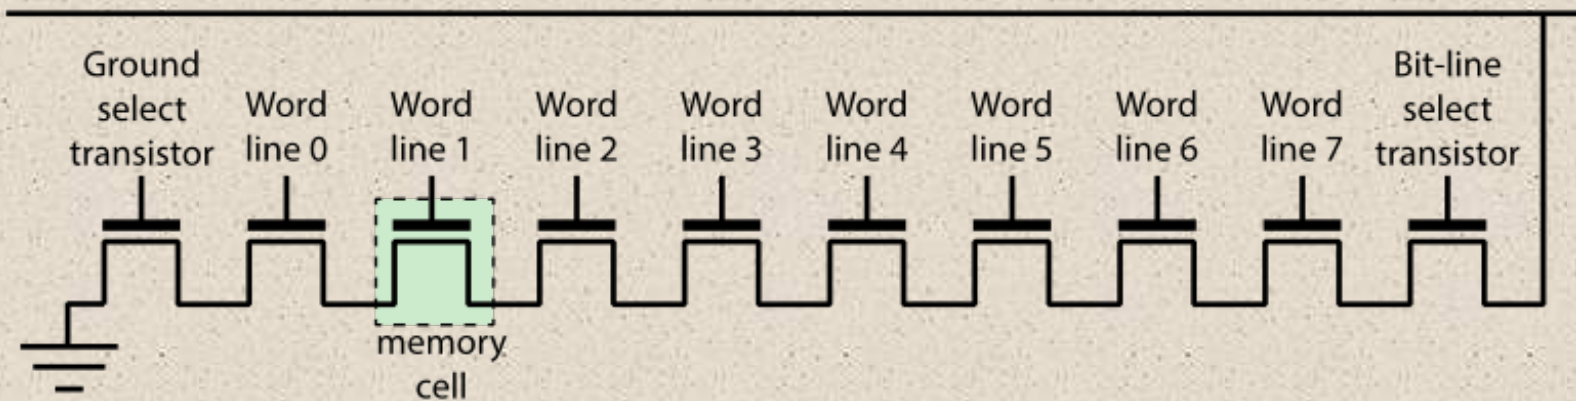 Ground
select
transistor
Word
line 0
Word
line 1
Word
line 2
Word
line 3
Word
line 4
Word
line 5
Word
line 6
Word
line 7
Bit-line
select
transistor
memory
cell